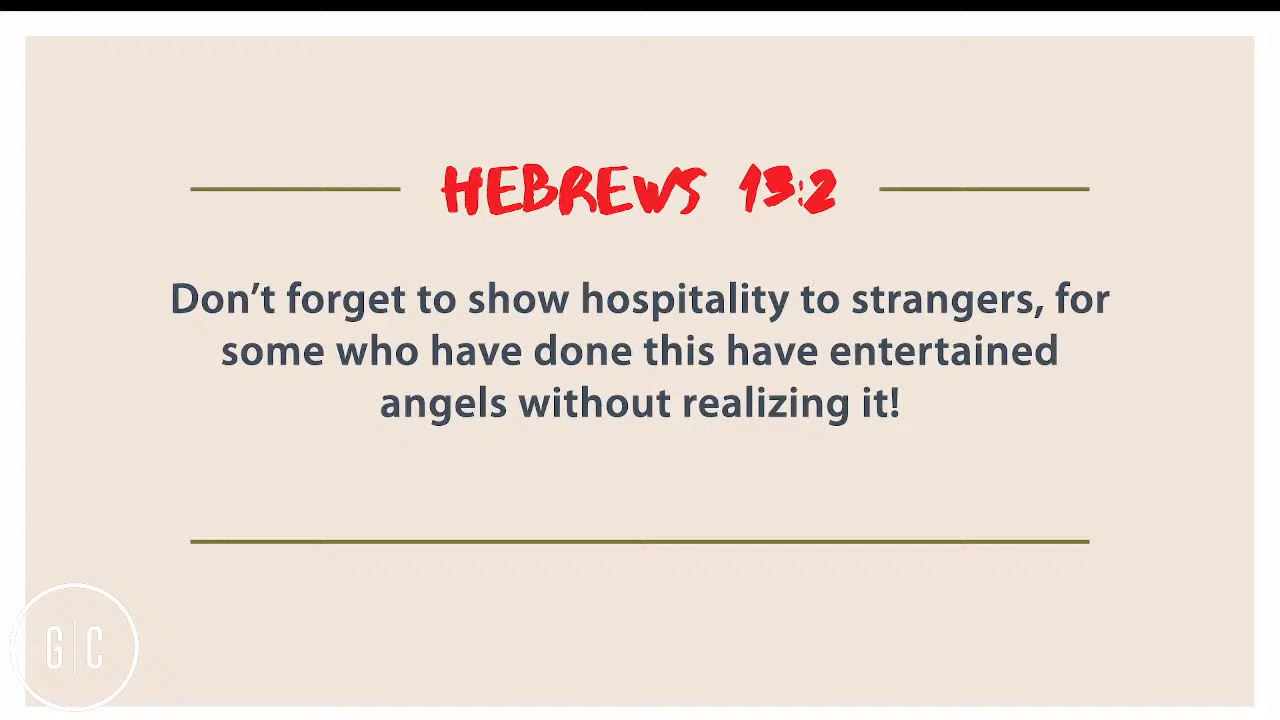 HEBREWS 13:2
Don’t forget to show hospitality to strangers, for
some who have done this have entertained
angels without realizing it!
G|C